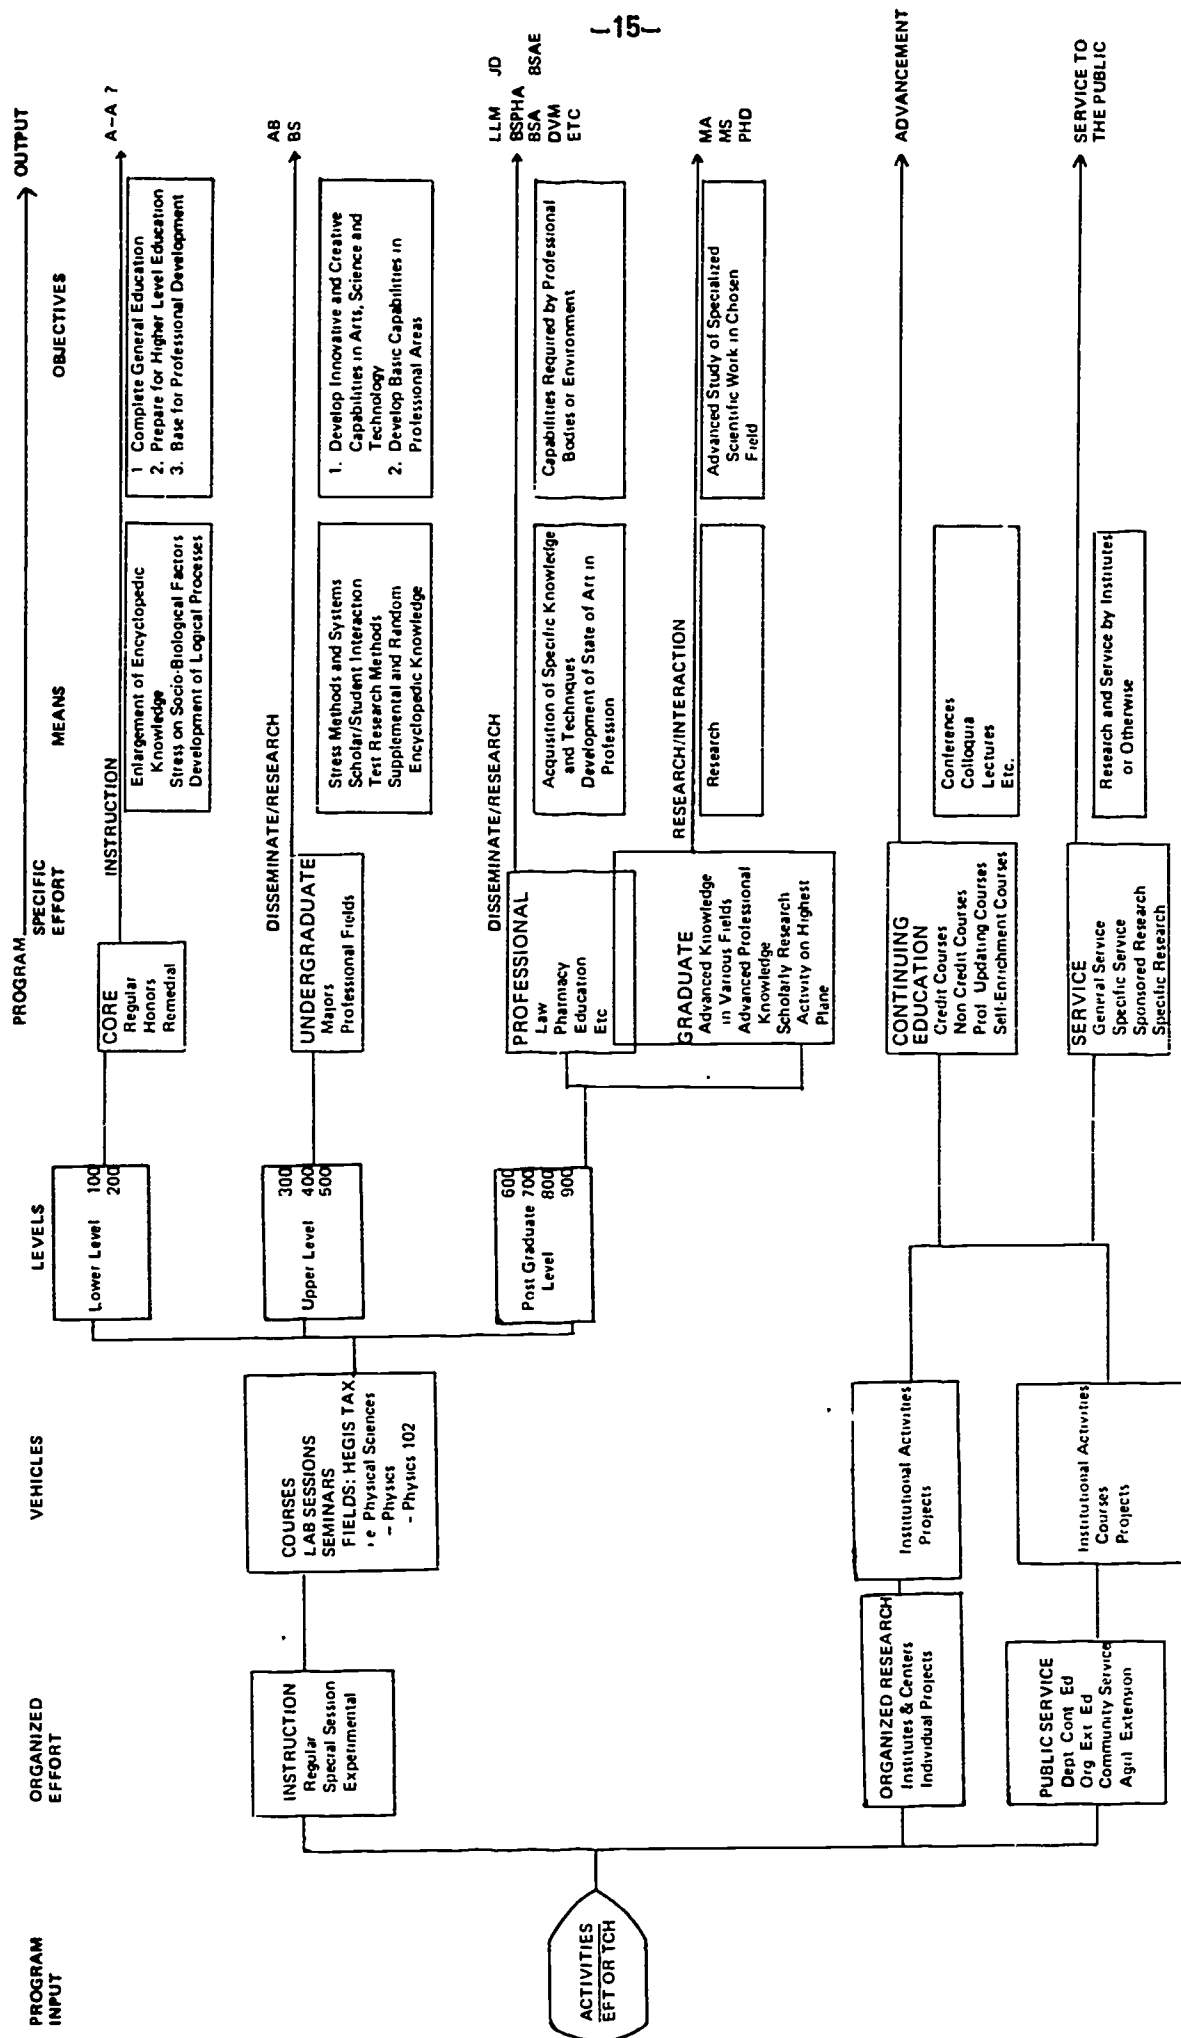 -15-
PROGRAM INPUT
ORGANIZED EFFORT
VEHICLES
LEVELS
PROGRAM
SPECIFIC EFFORT
MEANS
OBJECTIVES
OUTPUT
ACTIVITIES
EFT OR TCH
INSTRUCTION
Regular
Special Session
Experimental
COURSES
LAB SESSIONS
SEMINARS
FIELDS: HEGIS TAX
i e Physical Sciences
– Physics
– Physics 102
Lower Level
100
200
CORE
Regular
Honors
Remedial
INSTRUCTION
Enlargement of Encyclopedic
Knowledge
Stress on Socio-Biological Factors
Development of Logical Processes
1 Complete General Education
2. Prepare for Higher Level Education
3. Base for Professional Development
A-A ?
Upper Level
300
400
500
UNDERGRADUATE
Majors
Professional Fields
DISSEMINATE/RESEARCH
Stress Methods and Systems
Scholar/Student Interaction
Test Research Methods
Supplemental and Random
Encyclopedic Knowledge
1. Develop Innovative and Creative
Capabilities in Arts, Science and
Technology
2. Develop Basic Capabilities in
Professional Areas
AB
BS
Post Graduate
Level
600
700
800
900
PROFESSIONAL
Law
Pharmacy
Education
Etc
DISSEMINATE/RESEARCH
Acquisition of Specific Knowledge
and Techniques
Development of State of Art in
Profession
Capabilities Required by Professional
Bodies or Environment
LLM JD
BSPHA
BSA BSAE
DVM
ETC
GRADUATE
Advanced Knowledge
in Various Fields
Advanced Professional
Knowledge
Scholarly Research
Activity on Highest
Plane
RESEARCH/INTERACTION
Research
Advanced Study of Specialized
Scientific Work in Chosen
Field
MA
MS
PHD
ORGANIZED RESEARCH
Institutes & Centers
Individual Projects
Institutional Activities
Projects
CONTINUING
EDUCATION
Credit Courses
Non Credit Courses
Prof Updating Courses
Self-Enrichment Courses
Conferences
Colloquia
Lectures
Etc.
ADVANCEMENT
PUBLIC SERVICE
Dept Cont Ed
Org Ext Ed
Community Service
Agril Extension
Institutional Activities
Courses
Projects
SERVICE
General Service
Specific Service
Sponsored Research
Specific Research
Research and Service by Institutes
or Otherwise
SERVICE TO
THE PUBLIC